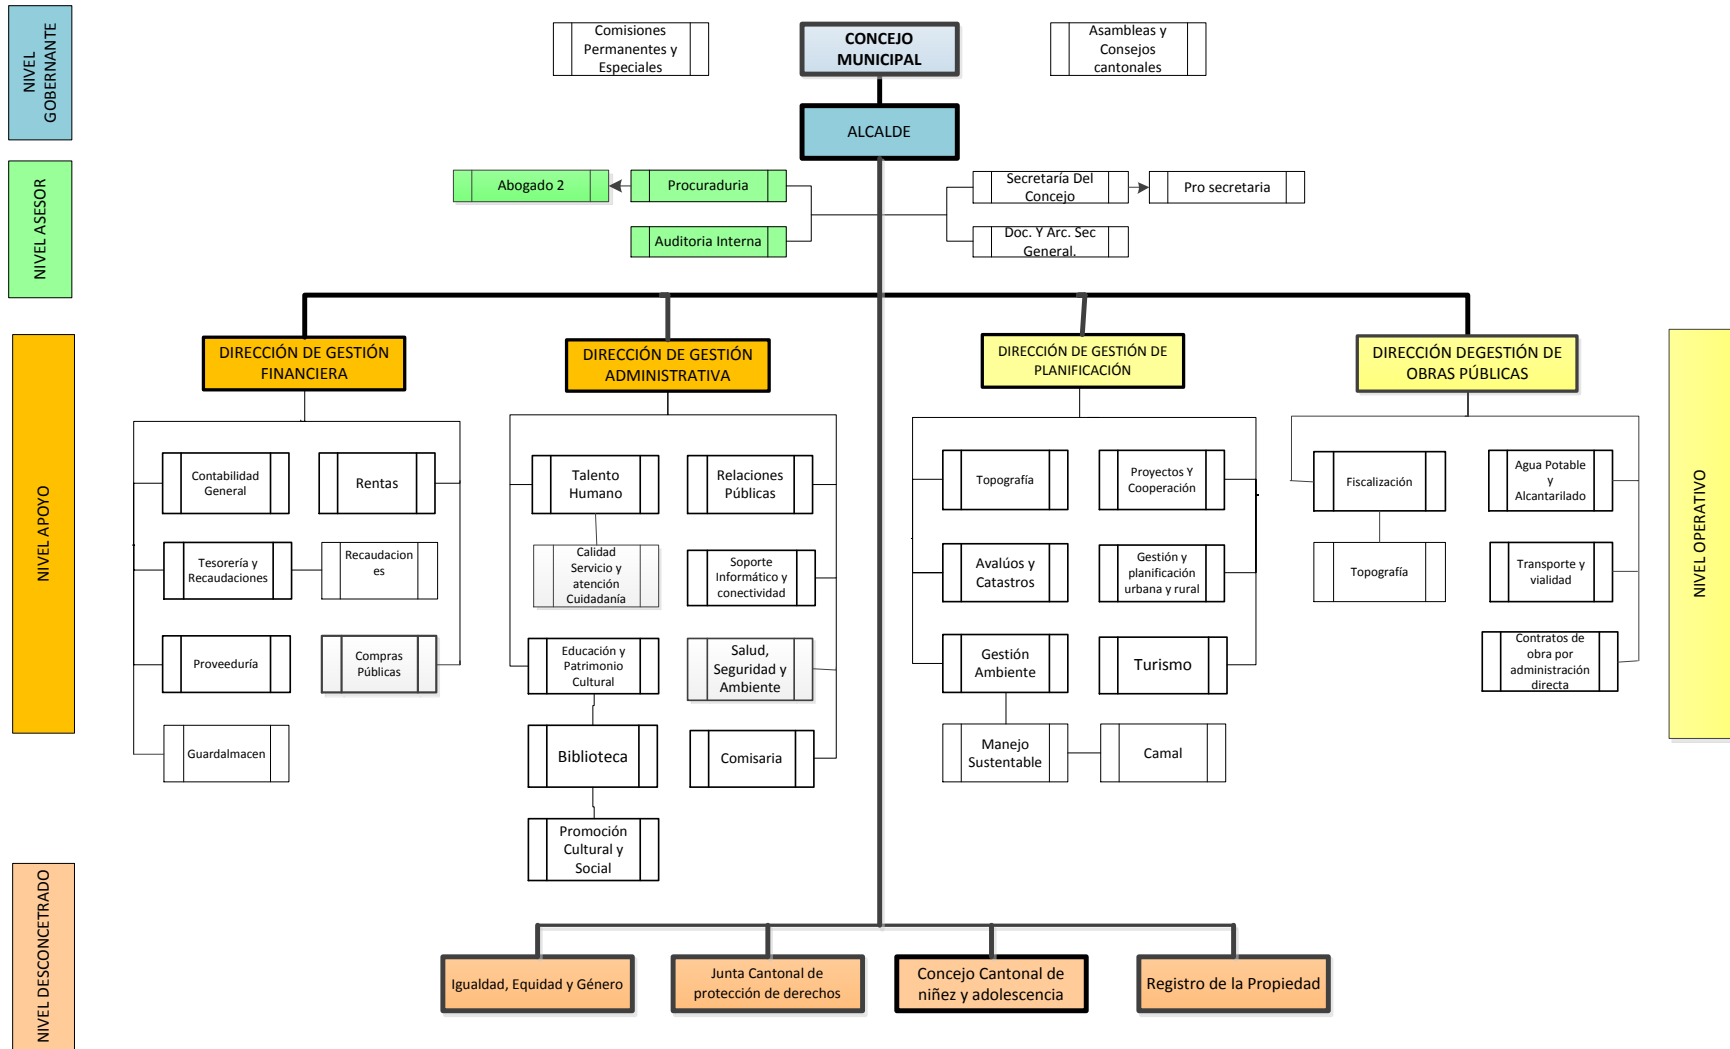 NIVEL
GOBERNANTE
Comisiones
Permanentes y
Especiales
CONCEJO
MUNICIPAL
Asambleas y
Consejos
cantonales
ALCALDE
NIVEL ASESOR
Abogado 2
Procuraduria
Secretaría Del
Concejo
Pro secretaria
Auditoria Interna
Doc. Y Arc. Sec
General.
NIVEL APOYO
DIRECCIÓN DE GESTIÓN
FINANCIERA
DIRECCIÓN DE GESTIÓN
ADMINISTRATIVA
DIRECCIÓN DE GESTIÓN DE
PLANIFICACIÓN
DIRECCIÓN DEGESTIÓN DE
OBRAS PÚBLICAS
NIVEL OPERATIVO
Contabilidad
General
Rentas
Tesorería y
Recaudaciones
Recaudacion
es
Proveeduría
Compras
Públicas
Guardalmacen
Talento
Humano
Relaciones
Públicas
Calidad
Servicio y
atención
Cuidadanía
Soporte
Informático y
conectividad
Educación y
Patrimonio
Cultural
Salud,
Seguridad y
Ambiente
Biblioteca
Comisaria
Promoción
Cultural y
Social
Topografía
Proyectos Y
Cooperación
Avalúos y
Catastros
Gestión y
planificación
urbana y rural
Gestión
Ambiente
Turismo
Manejo
Sustentable
Camal
Fiscalización
Agua Potable
y
Alcantarilado
Topografía
Transporte y
vialidad
Contratos de
obra por
administración
directa
NIVEL DESCONCETRADO
Igualdad, Equidad y Género
Junta Cantonal de
protección de derechos
Concejo Cantonal de
niñez y adolescencia
Registro de la Propiedad